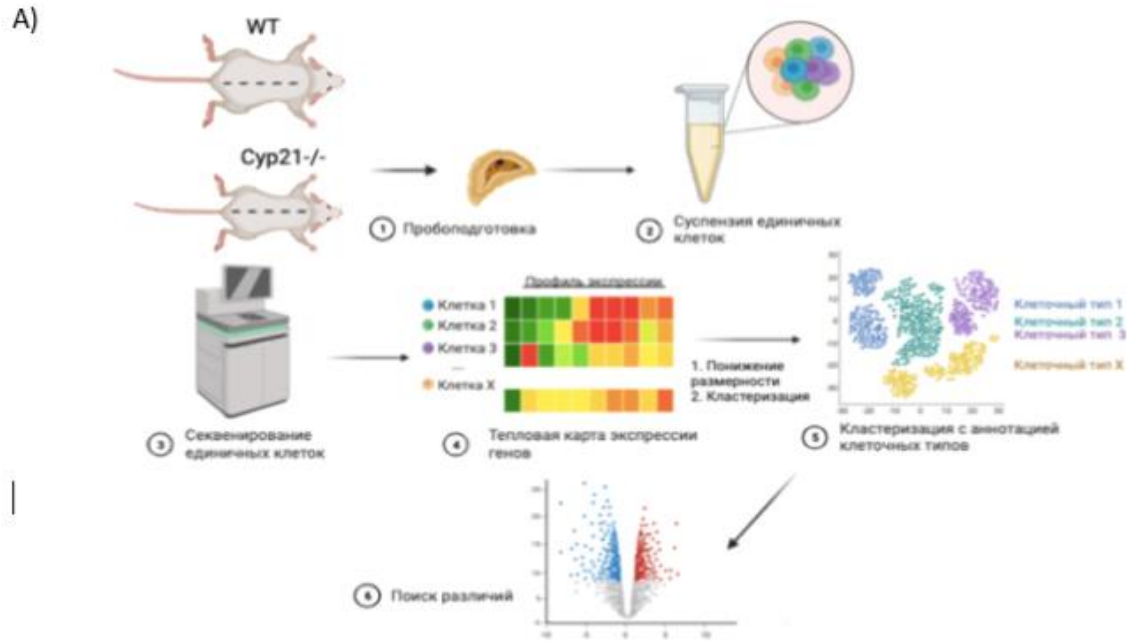 A)
WT
Cyp21-/-
1 Пробоподготовка
2 Суспензия единичных
клеток
3 Секвенирование
единичных клеток
Профиль экспрессии
Клетка 1
Клетка 2
Клетка 3
...
Клетка X
4 Тепловая карта экспрессии
генов
1. Понижение
размерности
2. Кластеризация
Клеточный тип 1
Клеточный тип 2
Клеточный тип 3
Клеточный тип X
5 Кластеризация с аннотацией
клеточных типов
6 Поиск различий